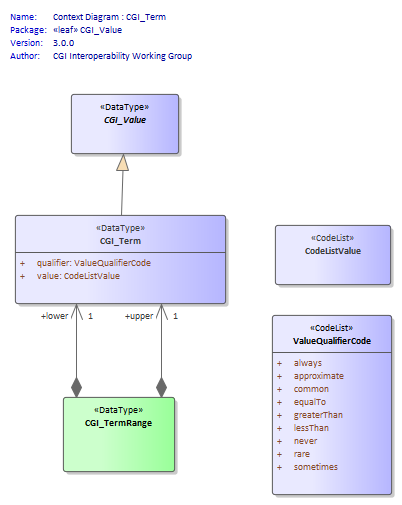 Name: Context Diagram : CGI_Term
Package: «leaf» CGI_Value
Version: 3.0.0
Author: CGI Interoperability Working Group
«DataType»
CGI_Value
«DataType»
CGI_Term
+ qualifier: ValueQualifierCode
+ value: CodeListValue
«CodeList»
CodeListValue
+lower 1 +upper 1
«CodeList»
ValueQualifierCode
+ always
+ approximate
+ common
+ equalTo
+ greaterThan
+ lessThan
+ never
+ rare
+ sometimes
«DataType»
CGI_TermRange